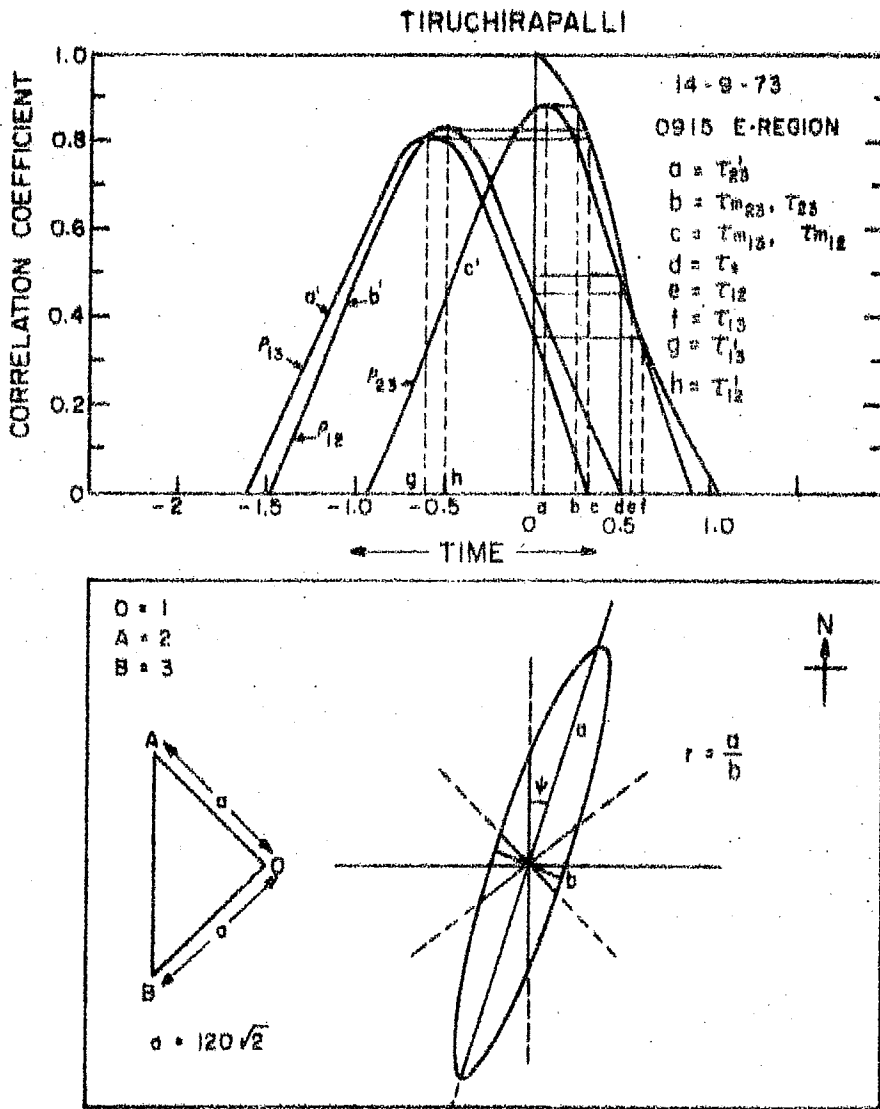 TIRUCHIRAPALLI
CORRELATION COEFFICIENT
1.0
0.8
0.6
0.4
0.2
0
14-9-73
0915 E-REGION
a = τ'₂₃
b = τm₂₃, τ₂₃
c = τm₁₃, τm₁₂
d = τ*
e = τ₁₂
f = τ₁₃
g = τ'₁₃
h = τ'₁₂
a'
b'
c'
ρ₁₃
ρ₁₂
ρ₂₃
g h a b c d e f
-2 -1.5 -1.0 -0.5 0 0.5 1.0
TIME
O = 1
A = 2
B = 3
N
A
a
O
a
B
a = 120√2
ψ
a
b
r = a/b